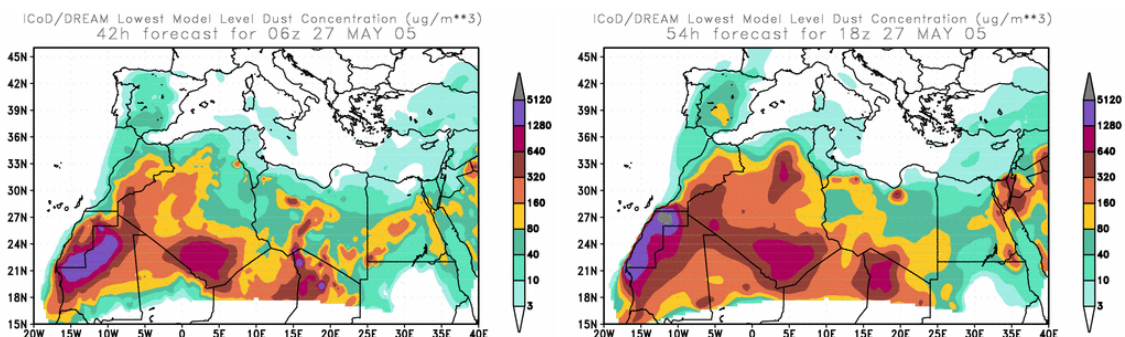 ICoD/DREAM Lowest Model Level Dust Concentration (ug/m**3)
42h forecast for 06z 27 MAY 05
45N
42N
39N
36N
33N
30N
27N
24N
21N
18N
15N
20W 15W 10W 5W 0 5E 10E 15E 20E 25E 30E 35E 40E
5120
1280
640
320
160
80
40
10
3
ICoD/DREAM Lowest Model Level Dust Concentration (ug/m**3)
54h forecast for 18z 27 MAY 05
45N
42N
39N
36N
33N
30N
27N
24N
21N
18N
15N
20W 15W 10W 5W 0 5E 10E 15E 20E 25E 30E 35E 40E
5120
1280
640
320
160
80
40
10
3